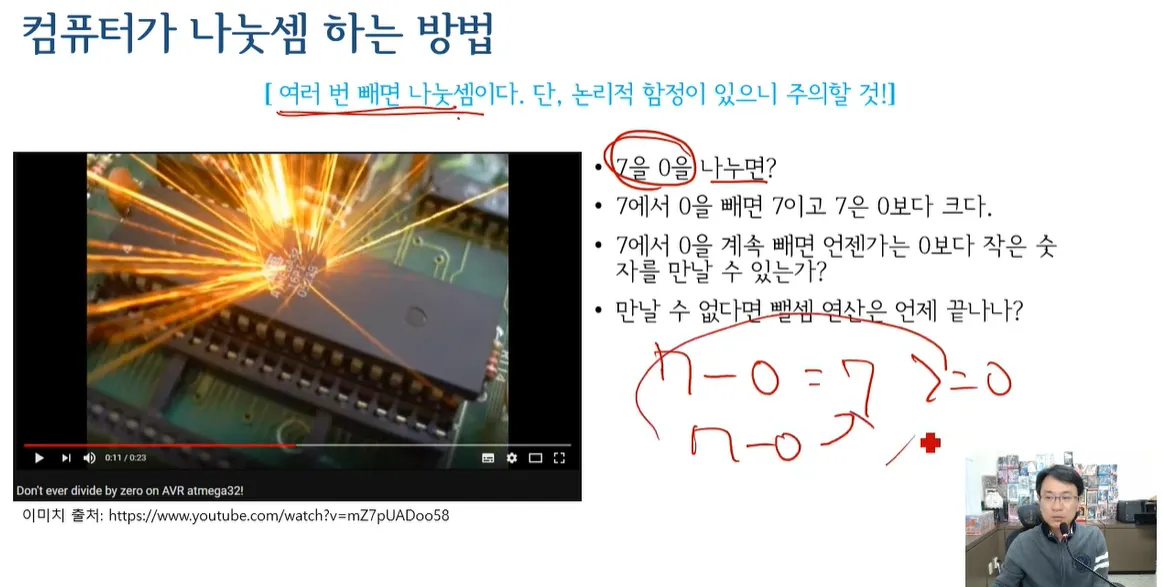 컴퓨터가 나눗셈 하는 방법
[ 여러 번 빼면 나눗셈이다. 단, 논리적 함정이 있으니 주의할 것!]
• 7을 0을 나누면?
• 7에서 0을 빼면 7이고 7은 0보다 크다.
• 7에서 0을 계속 빼면 언젠가는 0보다 작은 숫
자를 만날 수 있는가?
• 만날 수 없다면 뺄셈 연산은 언제 끝나나?
7-0=7 >=0
7-0
0:11 / 0:23
Don't ever divide by zero on AVR atmega32!
이미치 출처: https://www.youtube.com/watch?v=mZ7pUADoo58